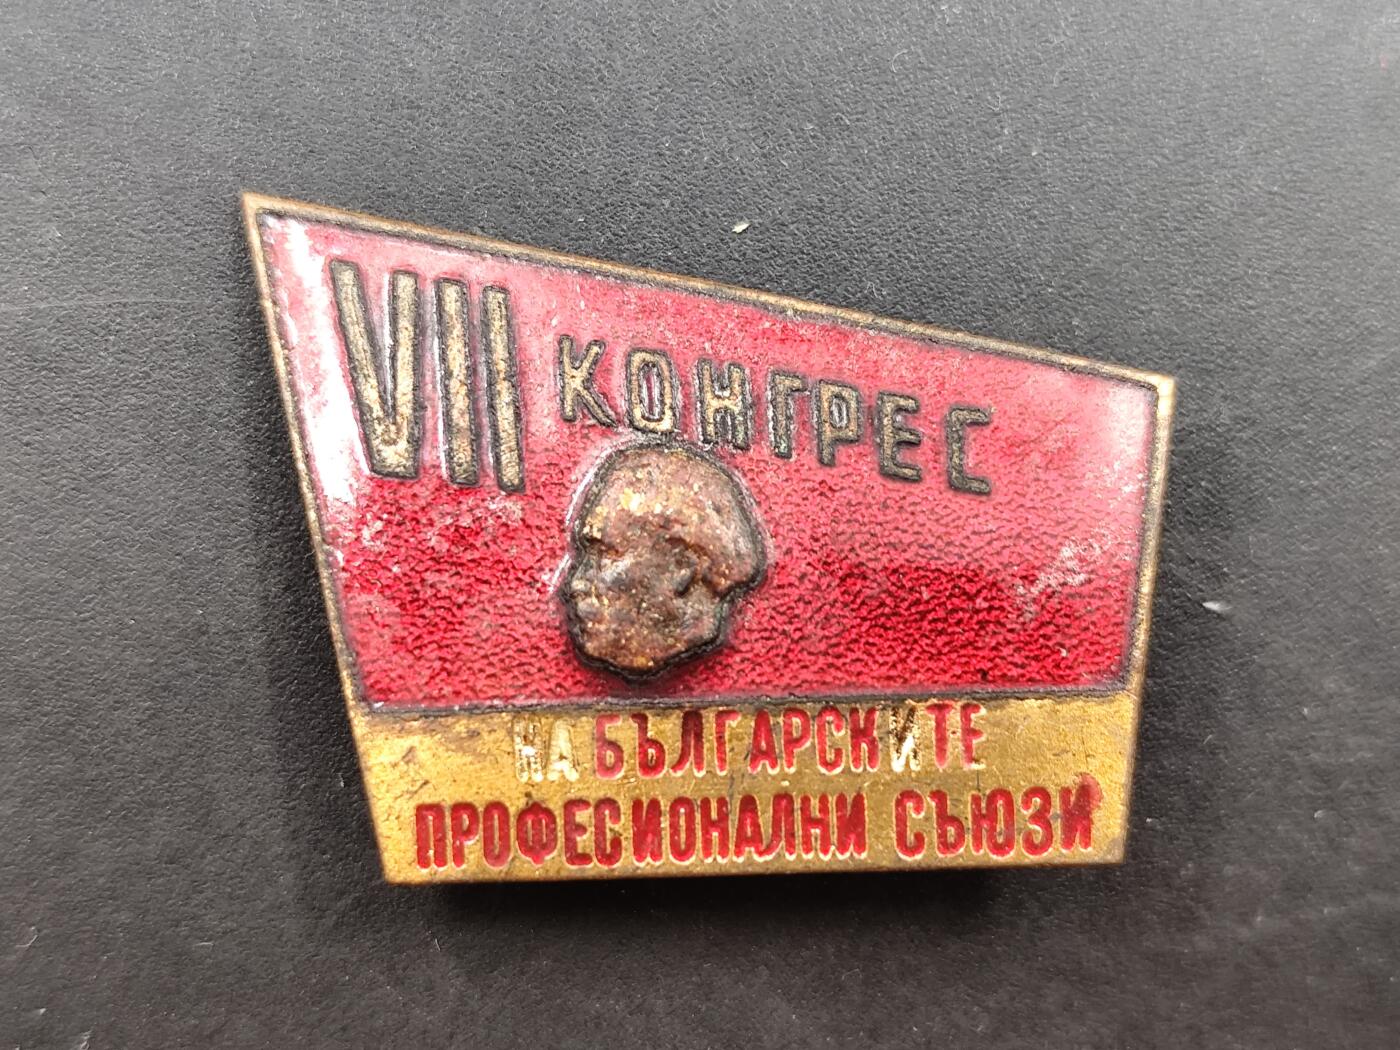 VII КОНГРЕС
НА БЪЛГАРСКИТЕ
ПРОФЕСИОНАЛНИ СЪЮЗИ